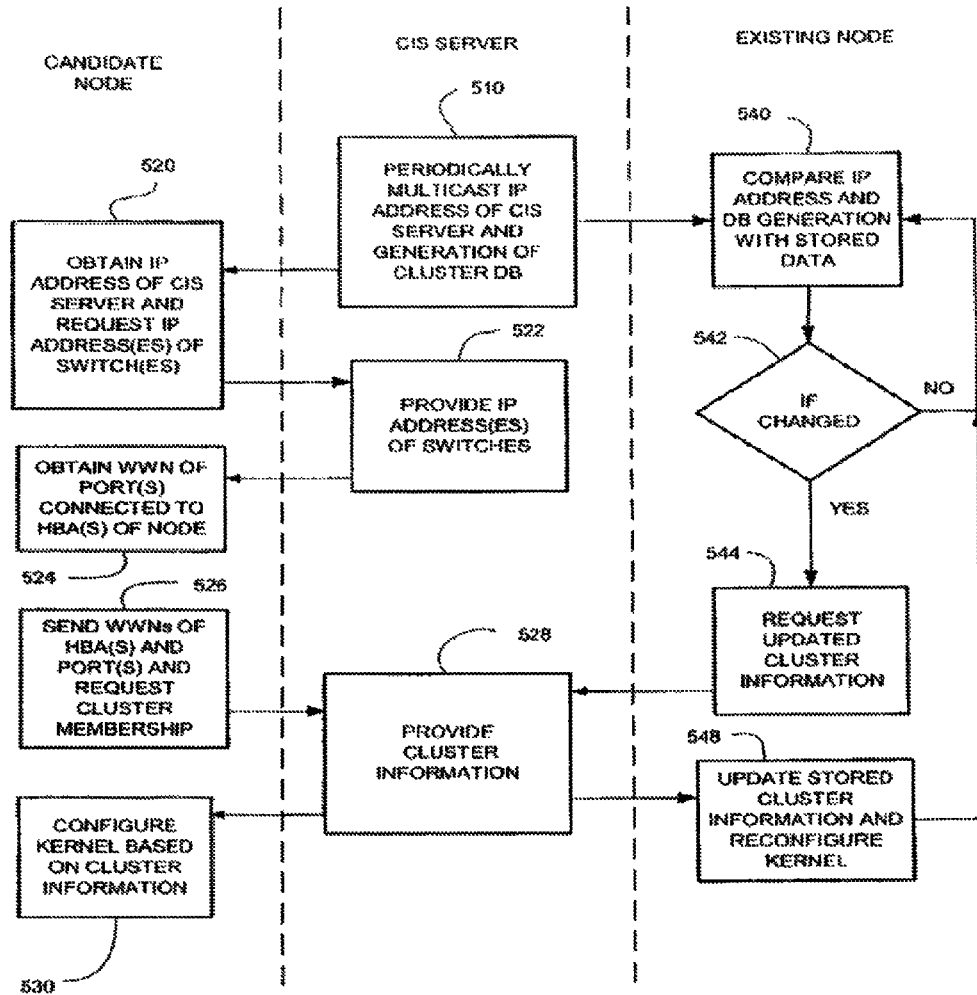 CANDIDATE
NODE
CIS SERVER
EXISTING NODE
510
PERIODICALLY
MULTICAST IP
ADDRESS OF CIS
SERVER AND
GENERATION OF
CLUSTER DB
520
OBTAIN IP
ADDRESS OF CIS
SERVER AND
REQUEST IP
ADDRESS(ES) OF
SWITCH(ES)
522
PROVIDE IP
ADDRESS(ES)
OF SWITCHES
OBTAIN WWN OF
PORT(S)
CONNECTED TO
HBA(S) OF NODE
524
526
SEND WWNs OF
HBA(S) AND
PORT(S) AND
REQUEST
CLUSTER
MEMBERSHIP
528
PROVIDE
CLUSTER
INFORMATION
CONFIGURE
KERNEL BASED
ON CLUSTER
INFORMATION
530
540
COMPARE IP
ADDRESS AND
DB GENERATION
WITH STORED
DATA
542
IF
CHANGED
NO
YES
544
REQUEST
UPDATED
CLUSTER
INFORMATION
548
UPDATE STORED
CLUSTER
INFORMATION AND
RECONFIGURE
KERNEL